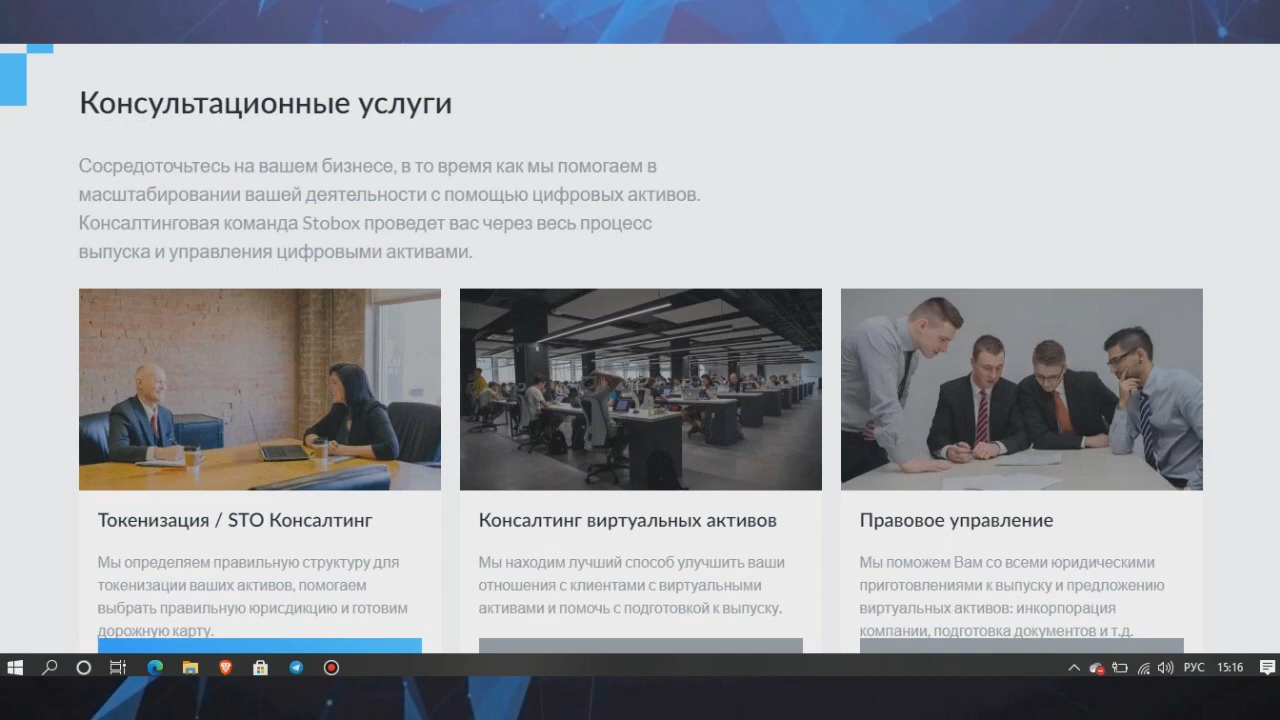 Консультационные услуги
Сосредоточьтесь на вашем бизнесе, в то время как мы помогаем в
масштабировании вашей деятельности с помощью цифровых активов.
Консалтинговая команда Stobox проведет вас через весь процесс
выпуска и управления цифровыми активами.
Токенизация / STO Консалтинг
Мы определяем правильную структуру для
токенизации ваших активов, помогаем
выбрать правильную юрисдикцию и готовим
дорожную карту.
Консалтинг виртуальных активов
Мы находим лучший способ улучшить ваши
отношения с клиентами с виртуальными
активами и помочь с подготовкой к выпуску.
Правовое управление
Мы поможем Вам со всеми юридическими
приготовлениями к выпуску и предложению
виртуальных активов: инкорпорация
компании, подготовка документов и т.д.
РУС 15:16